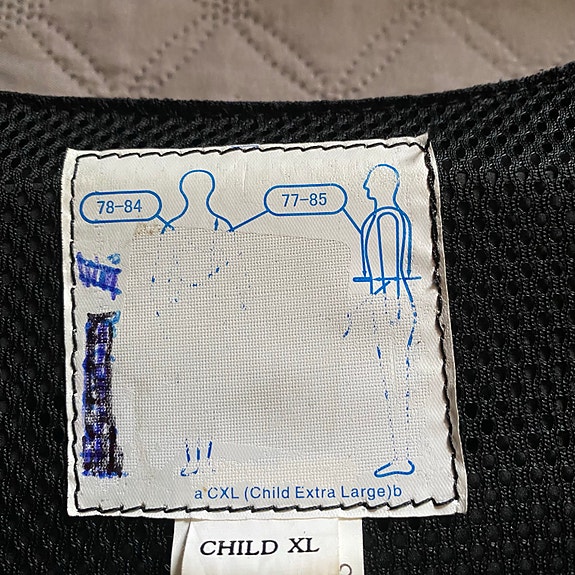 78-84
77-85
a CXL (Child Extra Large)b
CHILD XL